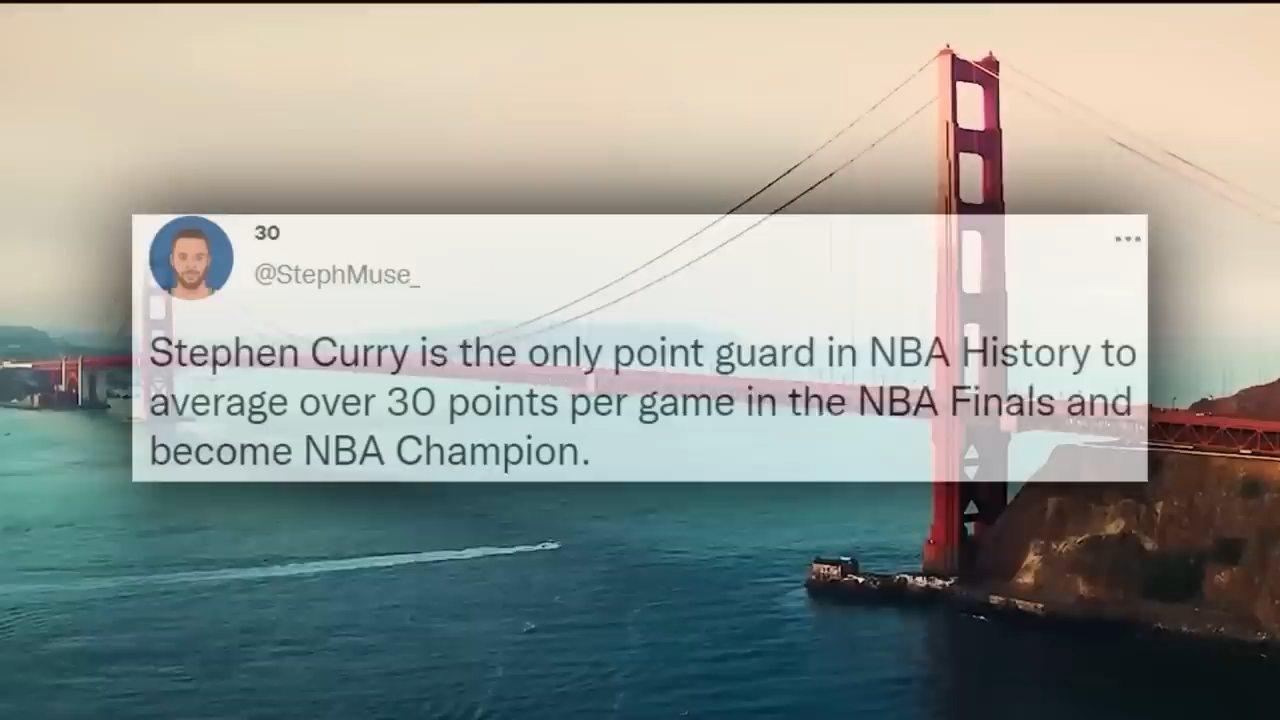 30
@StephMuse_
Stephen Curry is the only point guard in NBA History to
average over 30 points per game in the NBA Finals and
become NBA Champion.